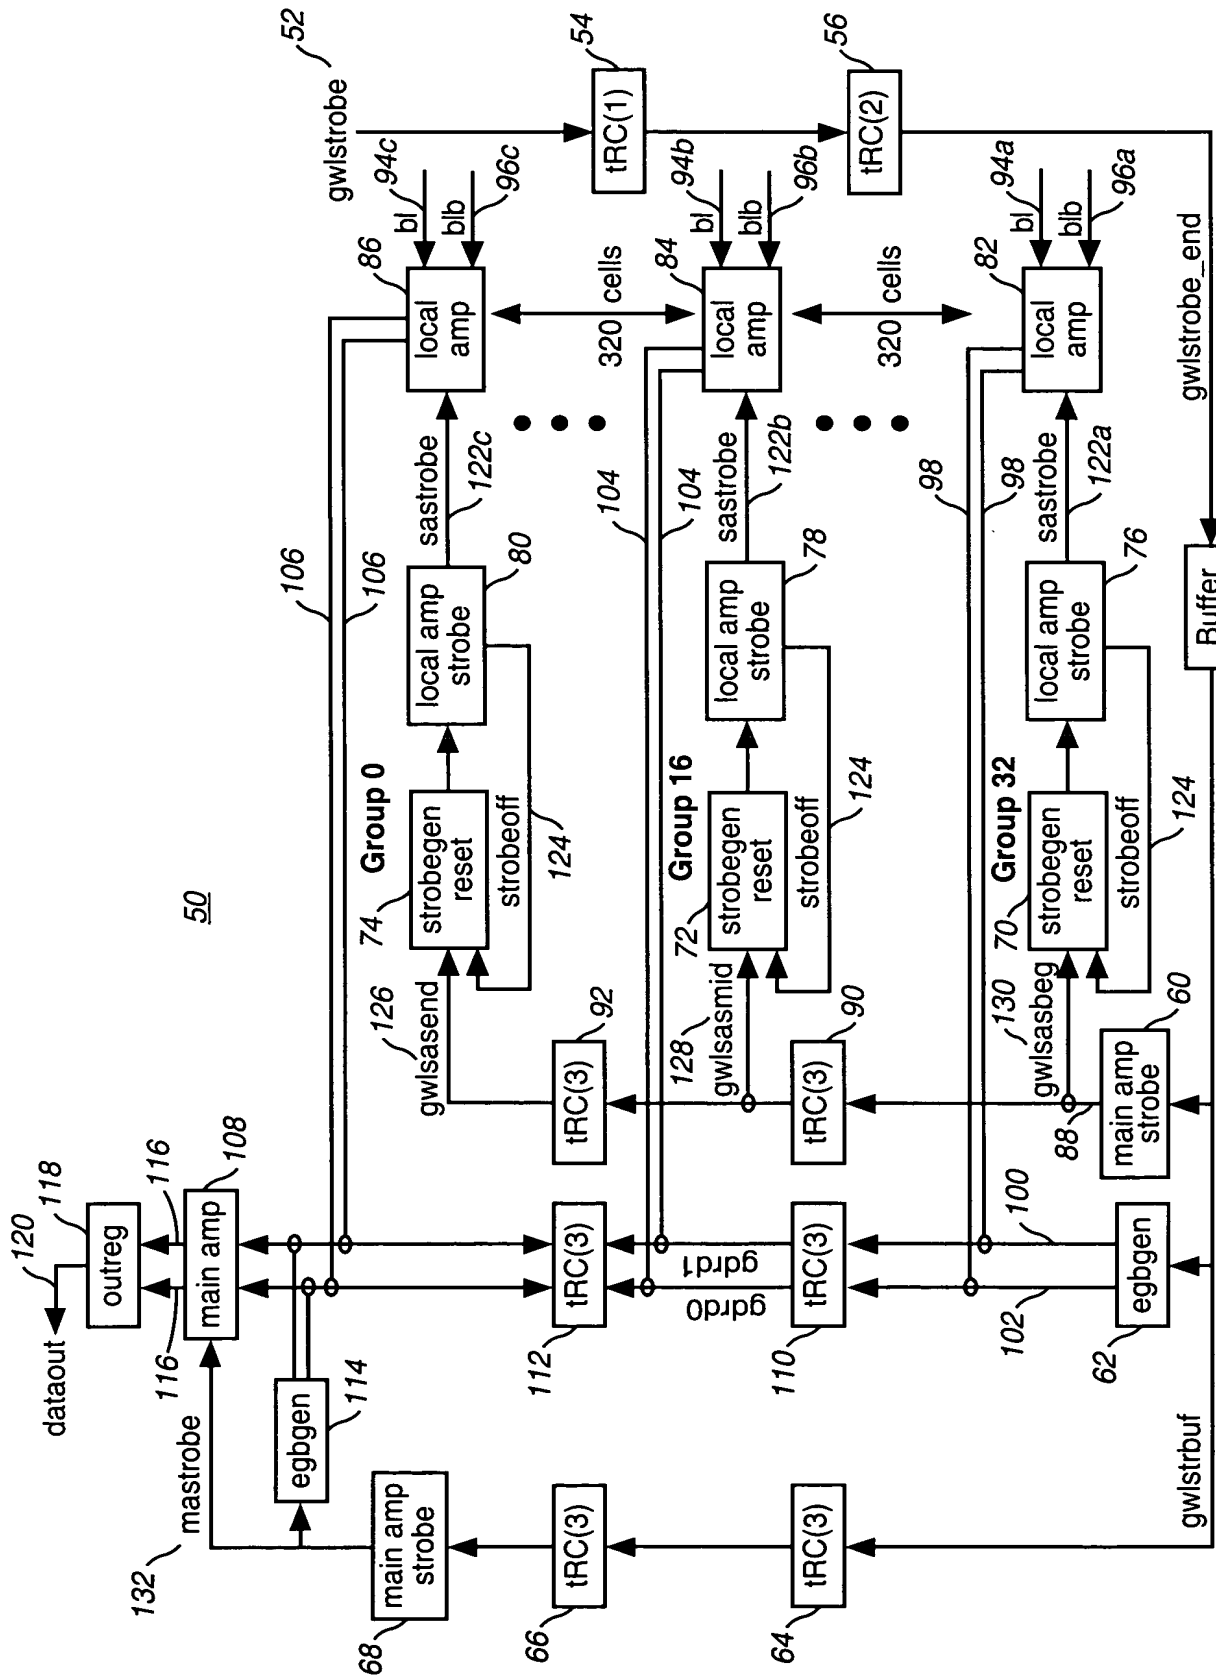 dataout
120
outreg
118
116
116
main amp
108
mastrobe
132
egbgen
114
50
main amp
strobe
68
106
106
gwlstrobe
52
tRC(3)
66
tRC(3)
112
tRC(3)
92
gwlsasend
126
strobegen
reset
74
Group 0
strobeoff
124
local amp
strobe
80
sastrobe
122c
local
amp
86
bl
94c
blb
96c
tRC(1)
54
320 cells
104
104
gdrd1
gdrd0
gwlsasmid
128
strobegen
reset
72
Group 16
strobeoff
124
local amp
strobe
78
sastrobe
122b
local
amp
84
bl
94b
blb
96b
tRC(2)
56
320 cells
tRC(3)
64
tRC(3)
110
tRC(3)
90
98
98
102
100
88
gwlsasbeg
130
strobegen
reset
70
Group 32
strobeoff
124
local amp
strobe
76
sastrobe
122a
local
amp
82
bl
94a
blb
96a
egbgen
62
main amp
strobe
60
gwlstrbuf
Buffer
gwlstrobe_end